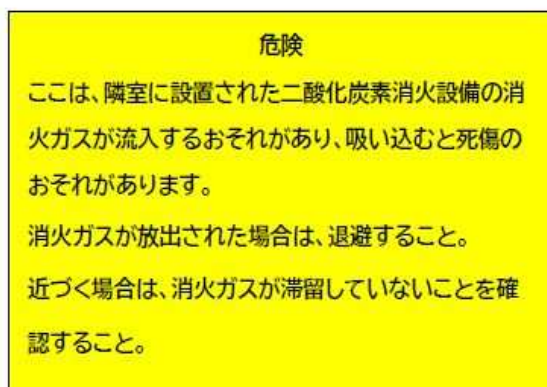 危険
ここは、隣室に設置された二酸化炭素消火設備の消
火ガスが流入するおそれがあり、吸い込むと死傷の
おそれがあります。
消火ガスが放出された場合は、退避すること。
近づく場合は、消火ガスが滞留していないことを確
認すること。